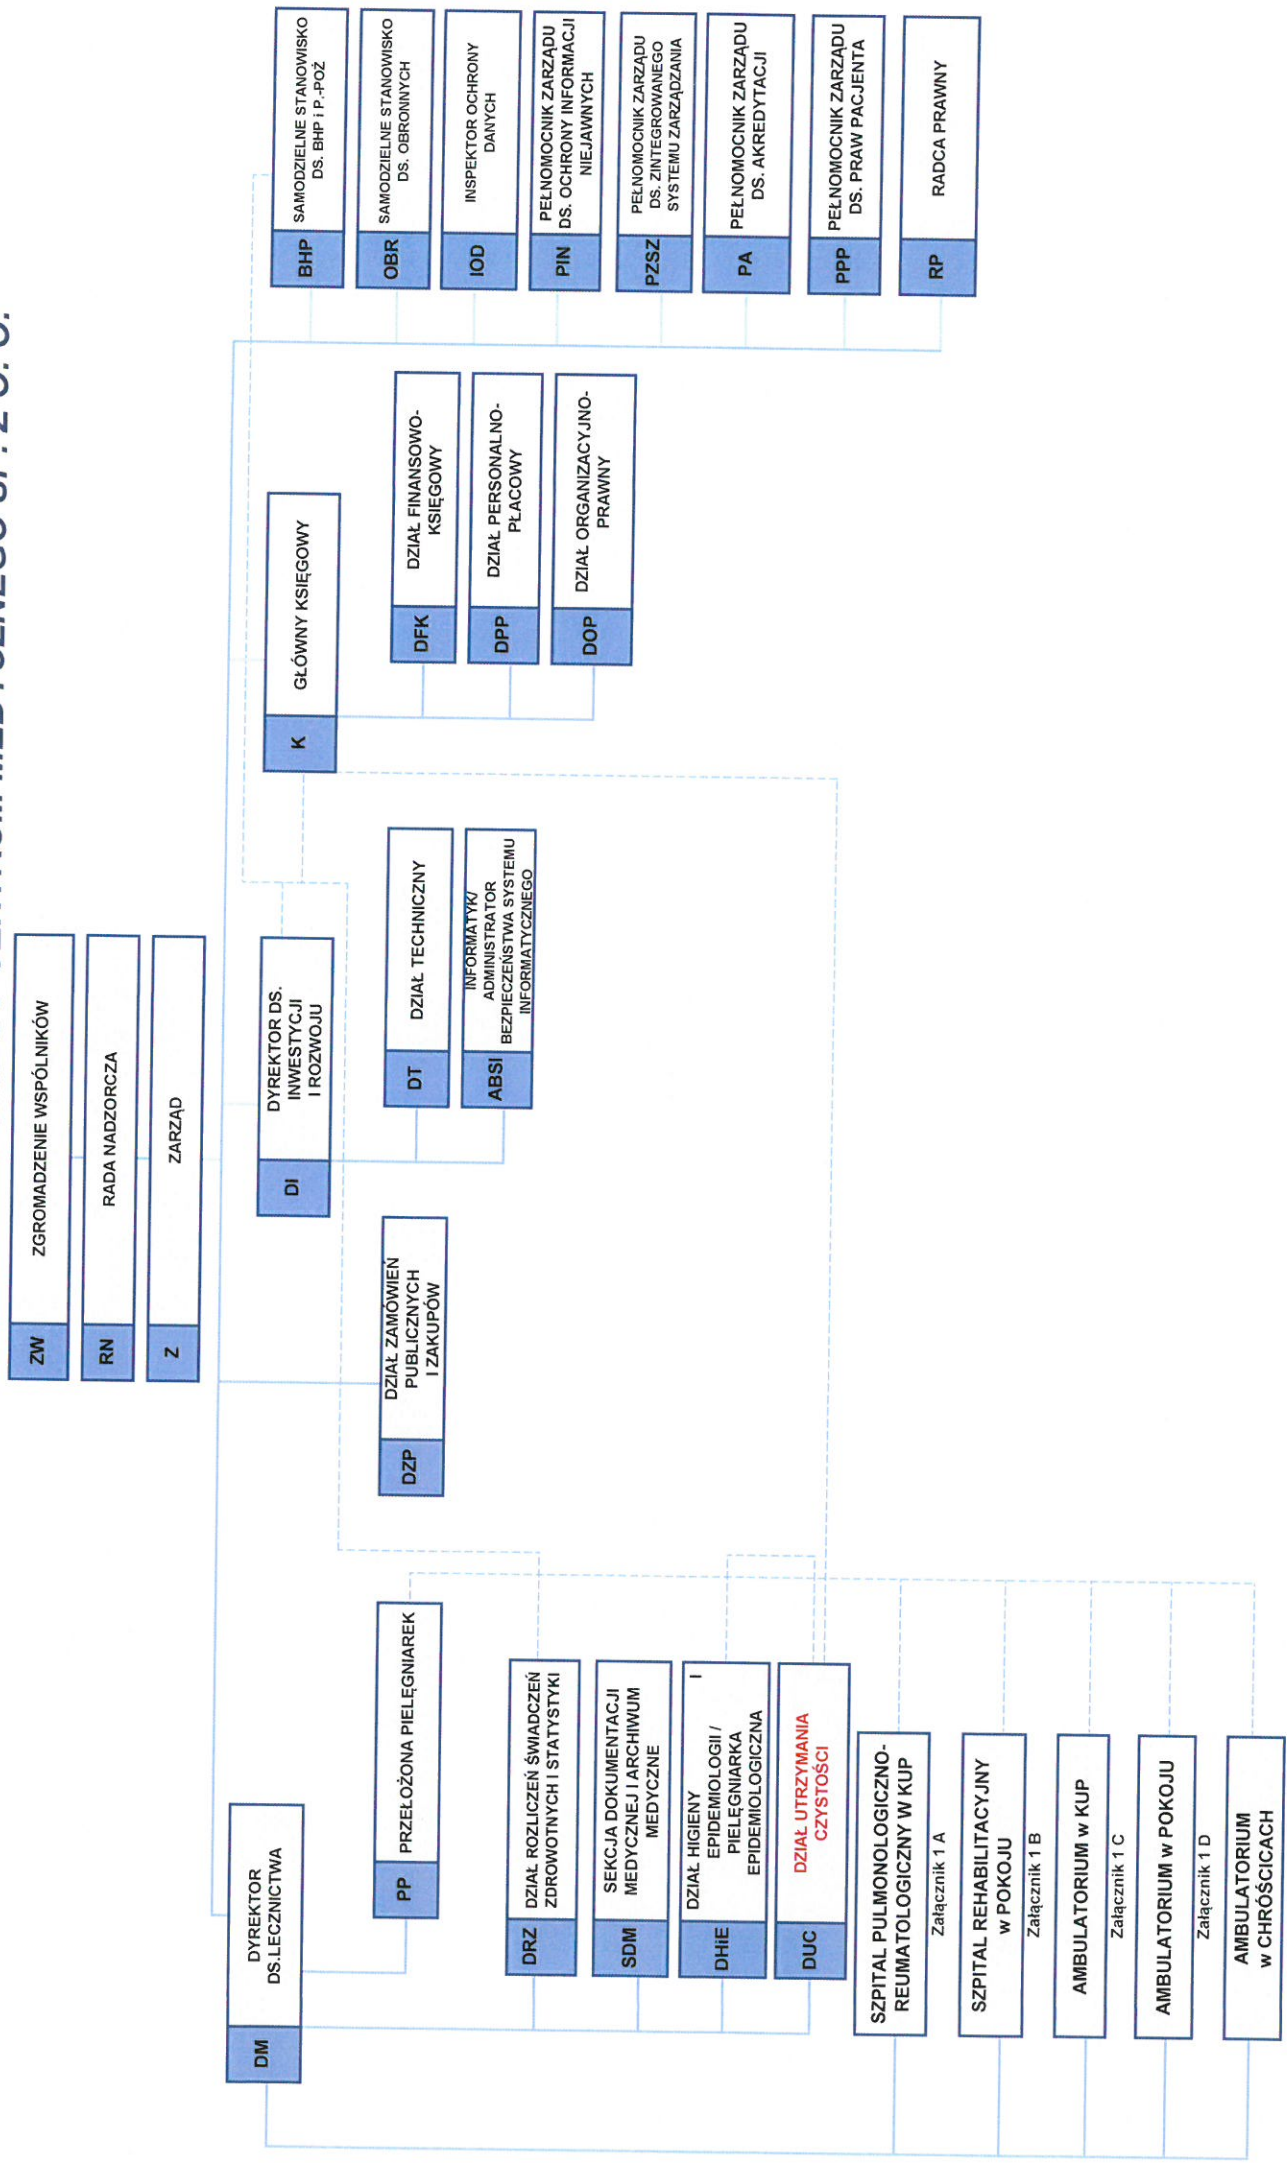 ZW
ZGROMADZENIE WSPÓLNIKÓW
RN
RADA NADZORCZA
Z
ZARZĄD
DM
DYREKTOR
DS.LECZNICTWA
PP
PRZEŁOŻONA PIELĘGNIAREK
DRZ
DZIAŁ ROZLICZEŃ ŚWIADCZEŃ
ZDROWOTNYCH I STATYSTYKI
SDM
SEKCJA DOKUMENTACJI
MEDYCZNEJ I ARCHIWUM
MEDYCZNE
DHiE
DZIAŁ HIGIENY I
EPIDEMIOLOGII /
PIELĘGNIARKA
EPIDEMIOLOGICZNA
DUC
DZIAŁ UTRZYMANIA
CZYSTOŚCI
SZPITAL PULMONOLOGICZNO-
REUMATOLOGICZNY W KUP
Załącznik 1 A
SZPITAL REHABILITACYJNY
w POKOJU
Załącznik 1 B
AMBULATORIUM w KUP
Załącznik 1 C
AMBULATORIUM w POKOJU
Załącznik 1 D
AMBULATORIUM
w CHRÓŚCICACH
DZP
DZIAŁ ZAMÓWIEŃ
PUBLICZNYCH
I ZAKUPÓW
DI
DYREKTOR DS.
INWESTYCJI
I ROZWOJU
DT
DZIAŁ TECHNICZNY
ABSI
INFORMATYK/
ADMINISTRATOR
BEZPIECZEŃSTWA SYSTEMU
INFORMATYCZNEGO
K
GŁÓWNY KSIĘGOWY
DFK
DZIAŁ FINANSOWO-
KSIĘGOWY
DPP
DZIAŁ PERSONALNO-
PŁACOWY
DOP
DZIAŁ ORGANIZACYJNO-
PRAWNY
BHP
SAMODZIELNE STANOWISKO
DS. BHP i P.-POŻ
OBR
SAMODZIELNE STANOWISKO
DS. OBRONNYCH
IOD
INSPEKTOR OCHRONY
DANYCH
PIN
PEŁNOMOCNIK ZARZĄDU
DS. OCHRONY INFORMACJI
NIEJAWNYCH
PZSZ
PEŁNOMOCNIK ZARZĄDU
DS. ZINTEGROWANEGO
SYSTEMU ZARZĄDZANIA
PA
PEŁNOMOCNIK ZARZĄDU
DS. AKREDYTACJI
PPP
PEŁNOMOCNIK ZARZĄDU
DS. PRAW PACJENTA
RP
RADCA PRAWNY